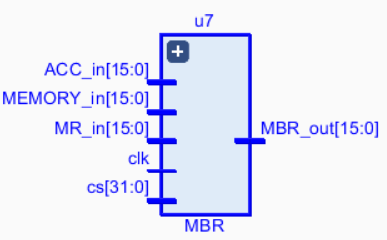 u7
+
ACC_in[15:0]
MEMORY_in[15:0]
MR_in[15:0]
MBR_out[15:0]
clk
cs[31:0]
MBR